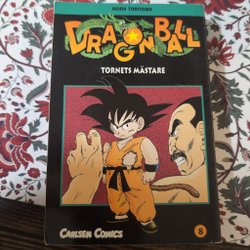 AKIRA TORIYAMA
DRAGON BALL
TORNETS MÄSTARE
CARLSEN COMICS
8